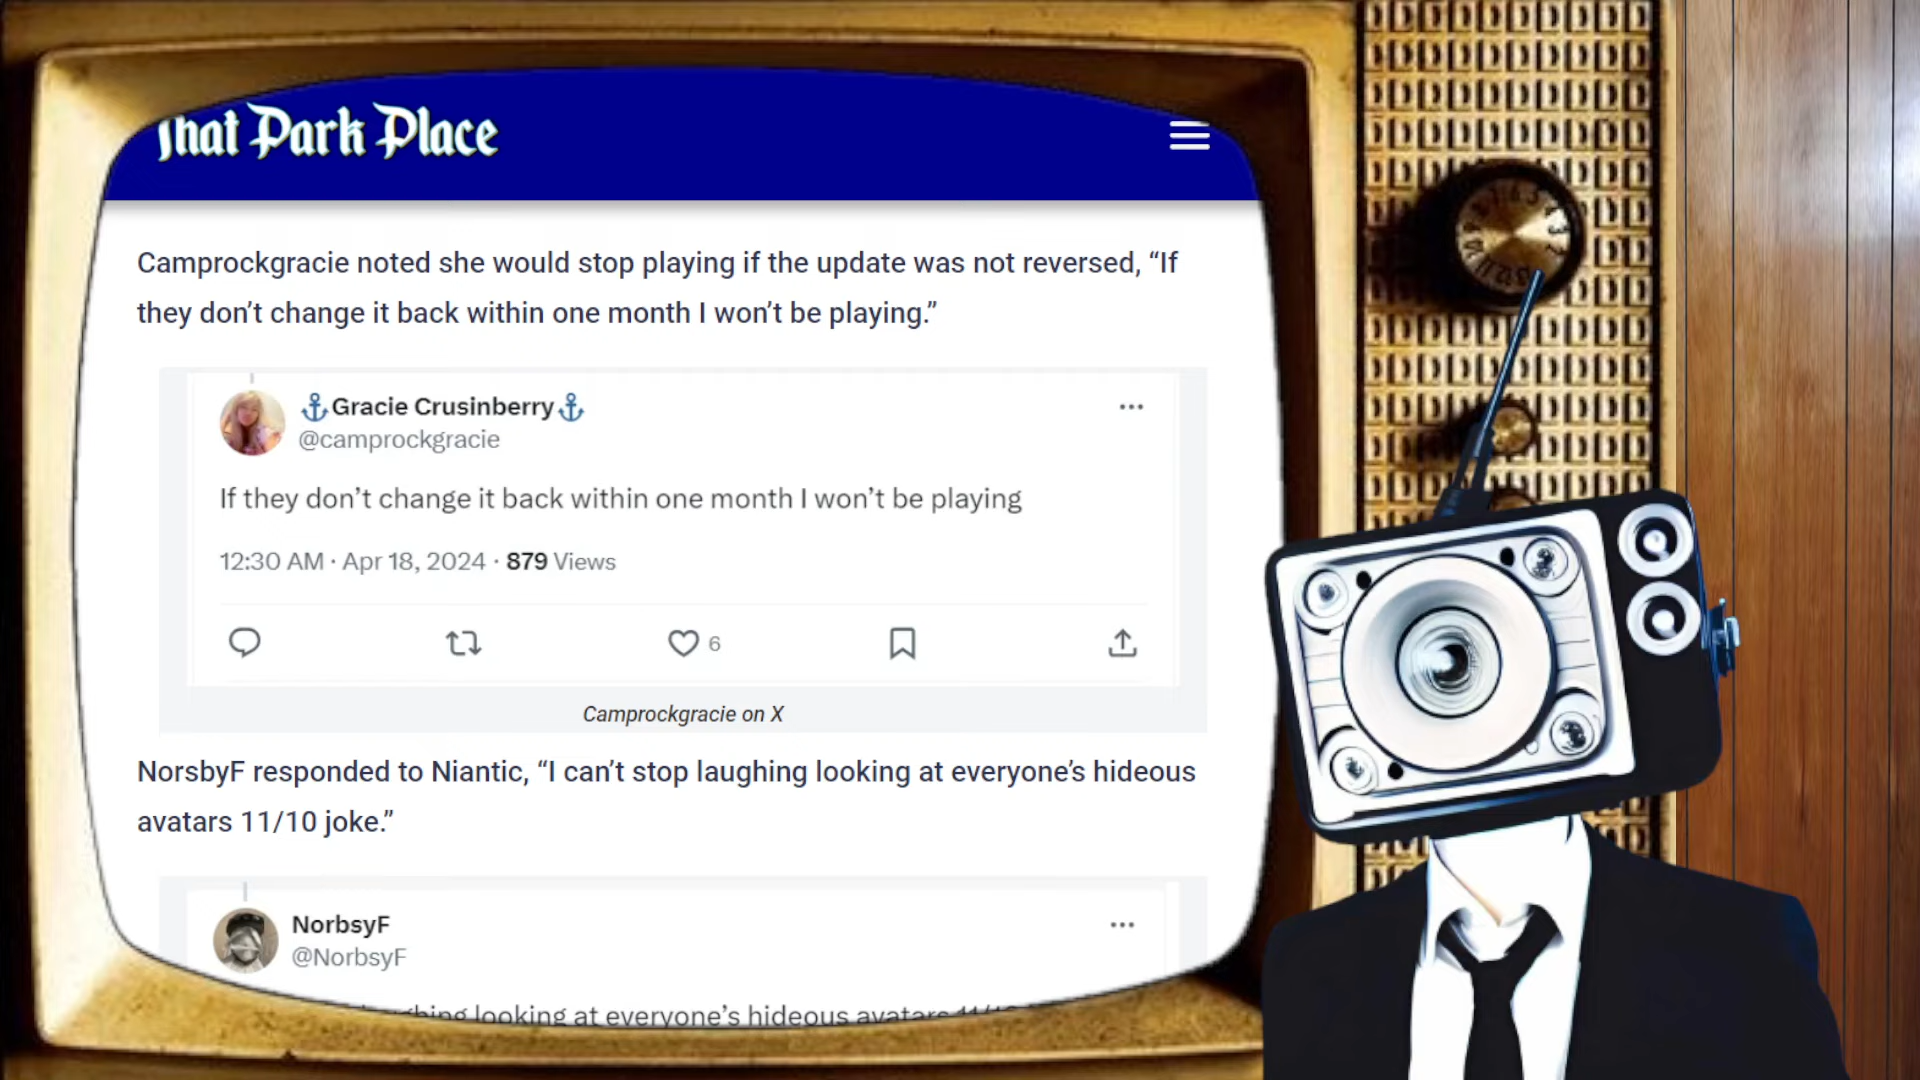 That Park Place
Camprockgracie noted she would stop playing if the update was not reversed, “If
they don’t change it back within one month I won’t be playing.”
⚓Gracie Crusinberry⚓
@camprockgracie
If they don’t change it back within one month I won’t be playing
12:30 AM · Apr 18, 2024 · 879 Views
6
Camprockgracie on X
NorsbyF responded to Niantic, “I can’t stop laughing looking at everyone’s hideous
avatars 11/10 joke.”
NorbsyF
@NorbsyF
looking at everyone’s hideous avatars